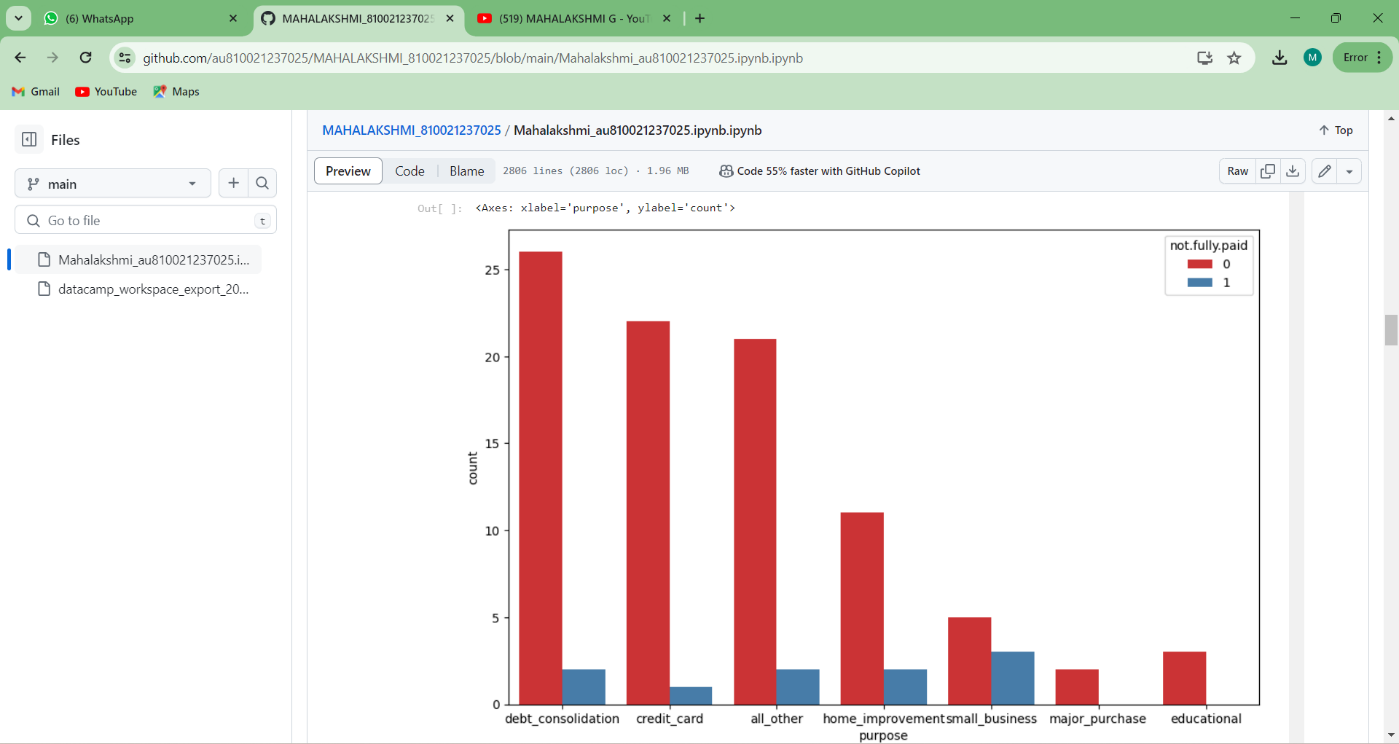 (6) WhatsApp
MAHALAKSHMI_810021237025
(519) MAHALAKSHMI G - YouT
github.com/au810021237025/MAHALAKSHMI_810021237025/blob/main/Mahalakshmi_au810021237025.ipynb.ipynb
M
Error
Gmail YouTube Maps
Files
MAHALAKSHMI_810021237025 / Mahalakshmi_au810021237025.ipynb.ipynb
Top
main
Preview Code Blame 2806 lines (2806 loc) · 1.96 MB Code 55% faster with GitHub Copilot Raw
Go to file t
Mahalakshmi_au810021237025.i...
datacamp_workspace_export_20...
Out[ ]: <Axes: xlabel='purpose', ylabel='count'>
not.fully.paid
0
1
25
20
15
10
5
0
count
debt_consolidation credit_card all_other home_improvement small_business major_purchase educational
purpose